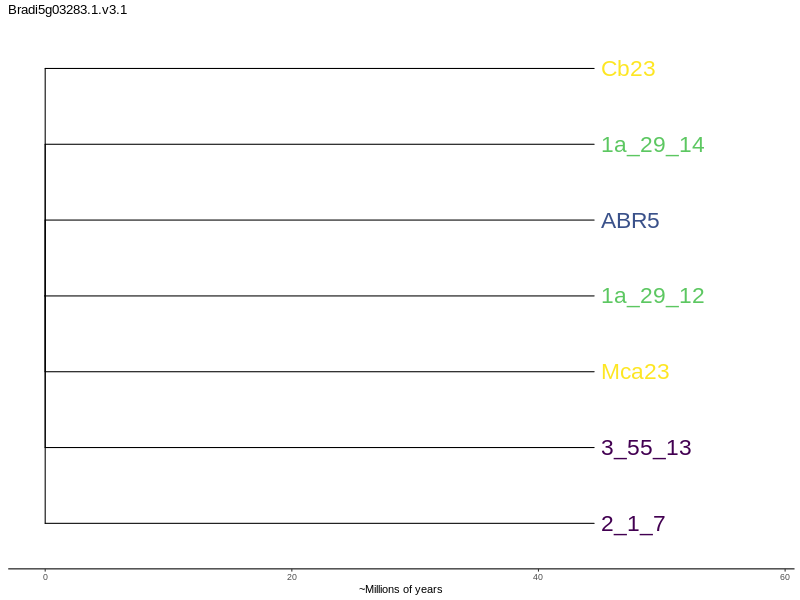 Bradi5g03283.1.v3.1
Cb23
1a_29_14
ABR5
1a_29_12
Mca23
3_55_13
2_1_7
0 20 40 60
~Millions of years